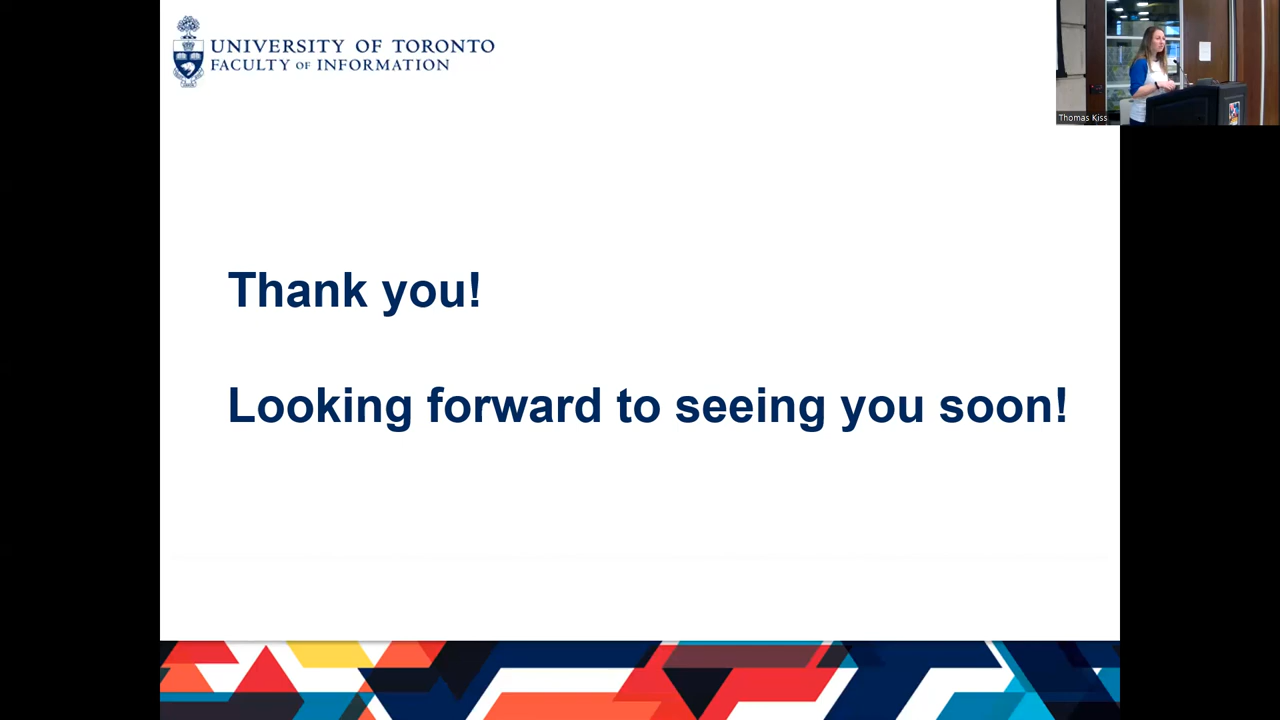 UNIVERSITY OF TORONTO
FACULTY OF INFORMATION
Thomas Kiss
Thank you!
Looking forward to seeing you soon!